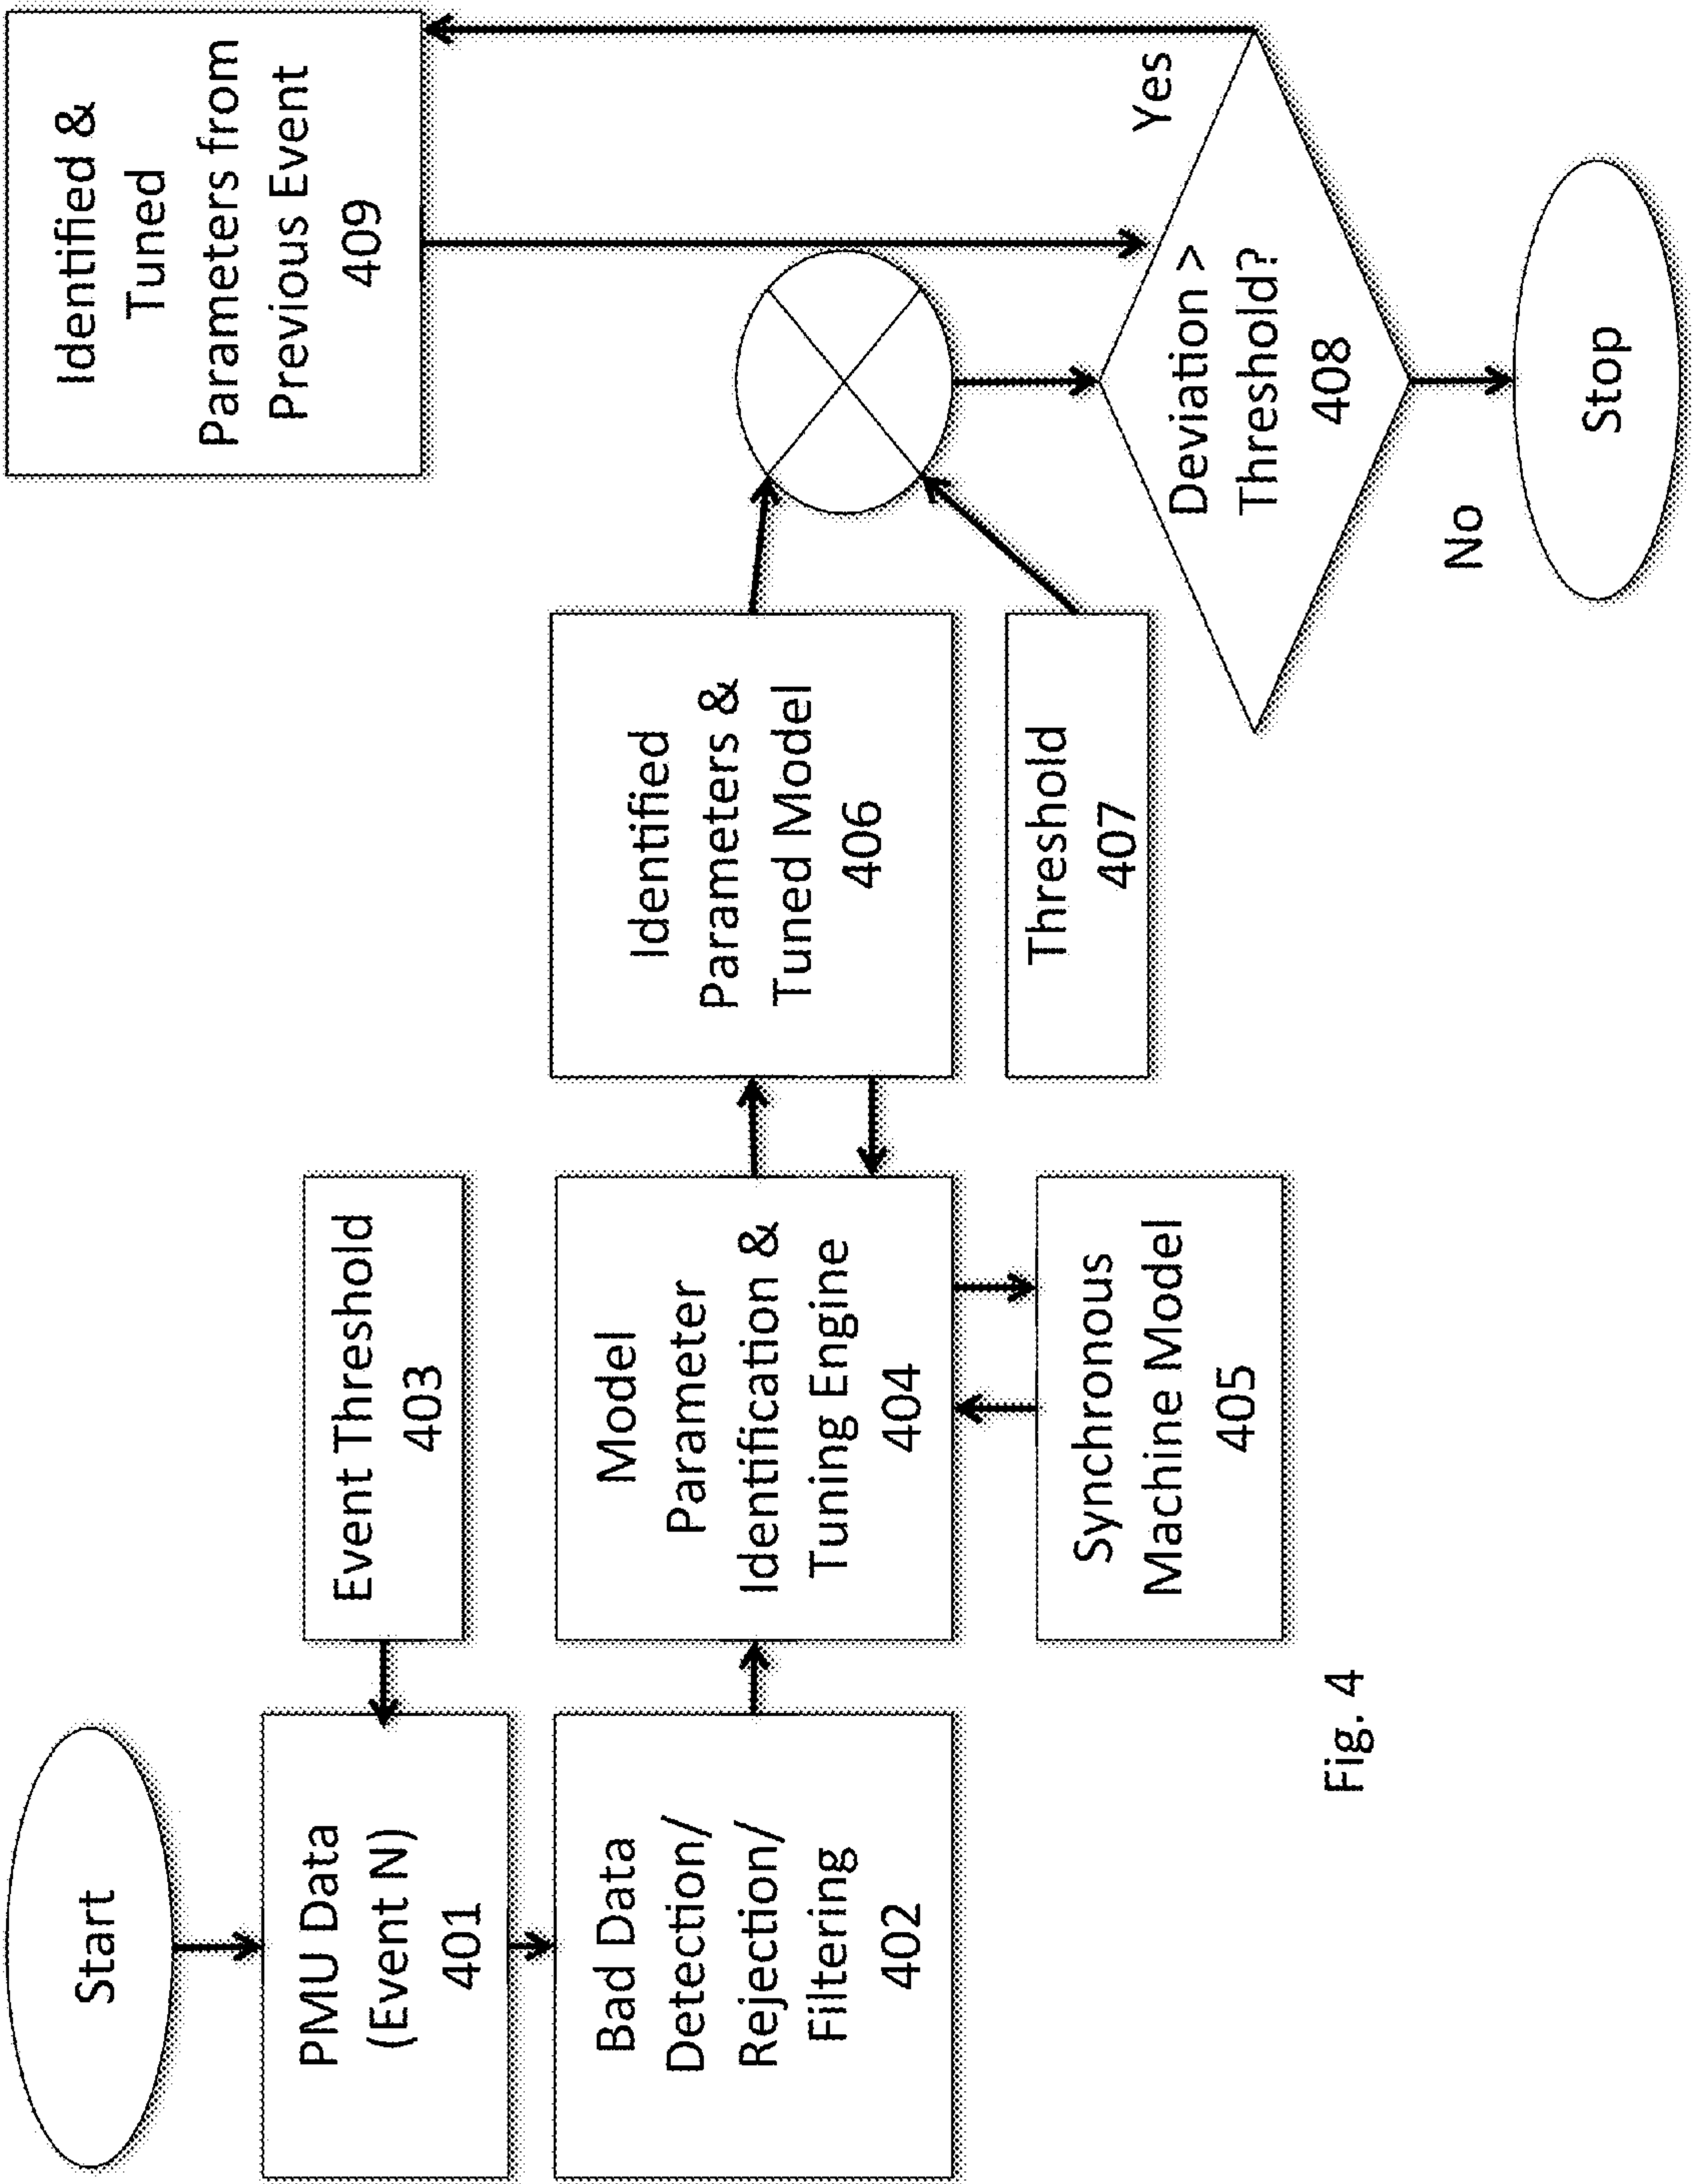 Start
PMU Data
(Event N)
401
Bad Data
Detection/
Rejection/
Filtering
402
Event Threshold
403
Model
Parameter
Identification &
Tuning Engine
404
Synchronous
Machine Model
405
Identified
Parameters &
Tuned Model
406
Threshold
407
Identified &
Tuned
Parameters from
Previous Event
409
Yes
Deviation >
Threshold?
408
No
Stop
Fig. 4